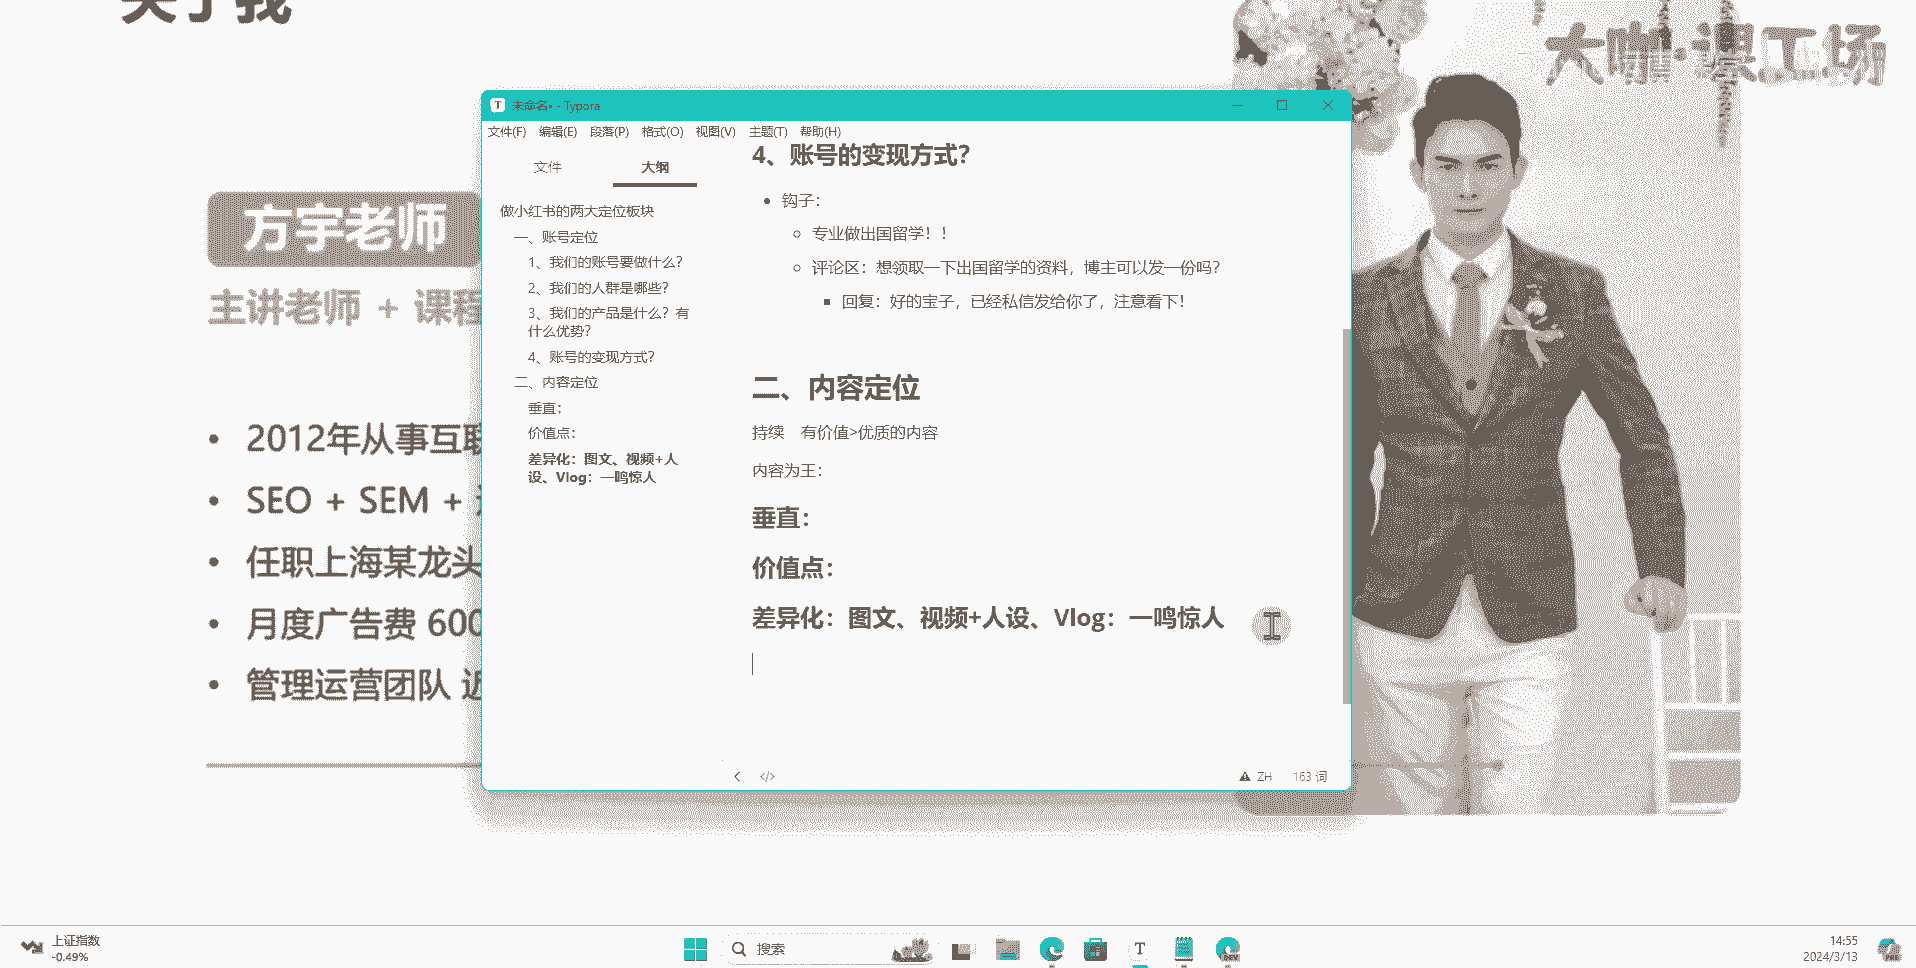 关于我
大咖·课工场
方宇老师
主讲老师 + 课程
2012年从事互联
SEO + SEM +
任职上海某龙头
月度广告费 600
管理运营团队 近
未命名• - Typora
文件(F) 编辑(E) 段落(P) 格式(O) 视图(V) 主题(T) 帮助(H)
文件 大纲
做小红书的两大定位板块
一、账号定位
1、我们的账号要做什么？
2、我们的人群是哪些？
3、我们的产品是什么？有
什么优势？
4、账号的变现方式？
二、内容定位
垂直：
价值点：
差异化：图文、视频+人
设、Vlog：一鸣惊人
4、账号的变现方式？
钩子：
专业做出国留学！！
评论区：想领取一下出国留学的资料，博主可以发一份吗？
回复：好的宝子，已经私信发给你了，注意看下！
二、内容定位
持续 有价值>优质的内容
内容为王：
垂直：
价值点：
差异化：图文、视频+人设、Vlog：一鸣惊人
ZH 163 词
上证指数
-0.49%
搜索
T
DEV
14:55
2024/3/13
PRE